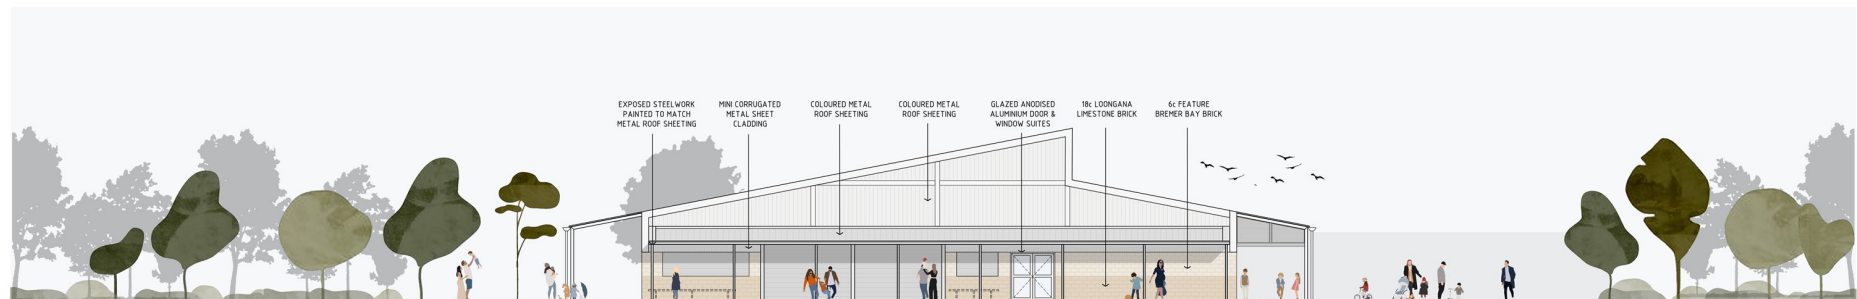 EXPOSED STEELWORK
PAINTED TO MATCH
METAL ROOF SHEETING
MINI CORRUGATED
METAL SHEET
CLADDING
COLOURED METAL
ROOF SHEETING
COLOURED METAL
ROOF SHEETING
GLAZED ANODISED
ALUMINIUM DOOR &
WINDOW SUITES
18c LOONGANA
LIMESTONE BRICK
6c FEATURE
BREMER BAY BRICK